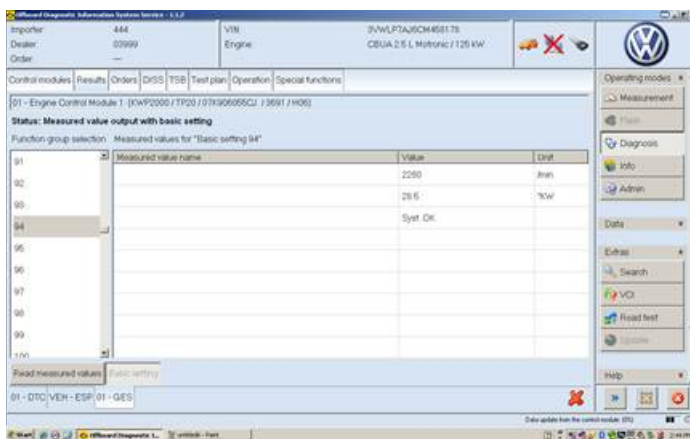 Offboard Diagnostic Information System Service - 1.1.2
Importer: 444
VIN:
3VWLP7AJ6CM458178
Dealer: 03999
Engine:
CBUA 2.5 L Motronic / 125 kW
Order: ---
Control modules Results Orders DISS TSB Test plan Operation Special functions
01 - Engine Control Module 1 (KWP2000 / TP20 /
Status: Measured value output with basic setting
Function group selection Measured values for "Basic setting 94"
Measured value name Value Unit
91
92
93
94
95
96
97
98
99
100
2280 /min
28.6 °KW
Syst. OK
Read measured values Basic setting
01 - DTC VEH - ESP 01 - GES
Operating modes
Measurement
Flash
Diagnosis
Info
Admin
Data
Extras
Search
VCI
Road test
Update
Help
Data update from the control module (0%)
Start
Offboard Diagnostic I...
untitled - Paint